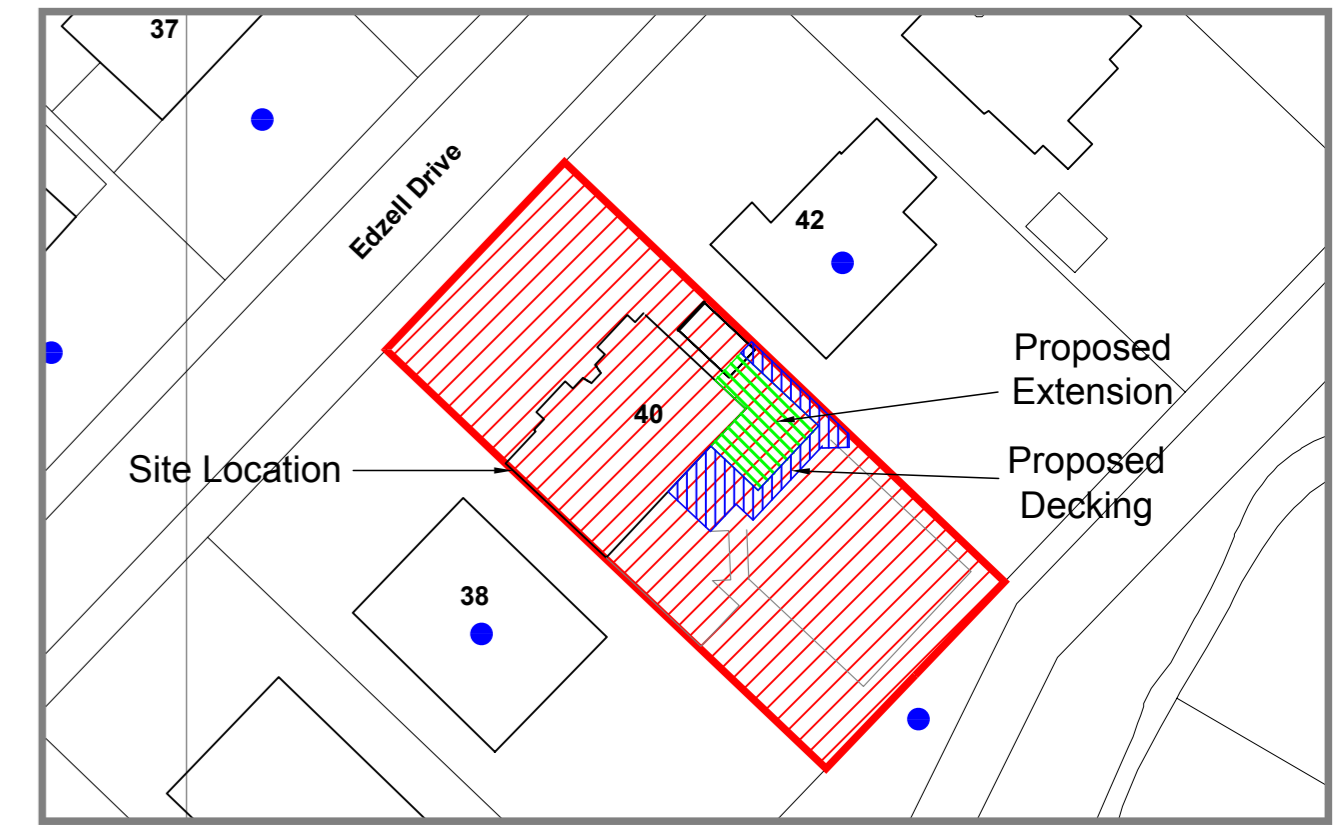 37
Edzell Drive
42
Proposed
Extension
40
Site Location
Proposed
Decking
38